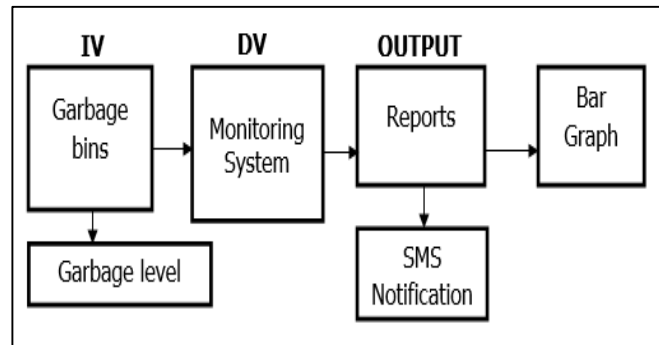 IV
DV
OUTPUT
Garbage
bins
Monitoring
System
Reports
Bar
Graph
Garbage level
SMS
Notification